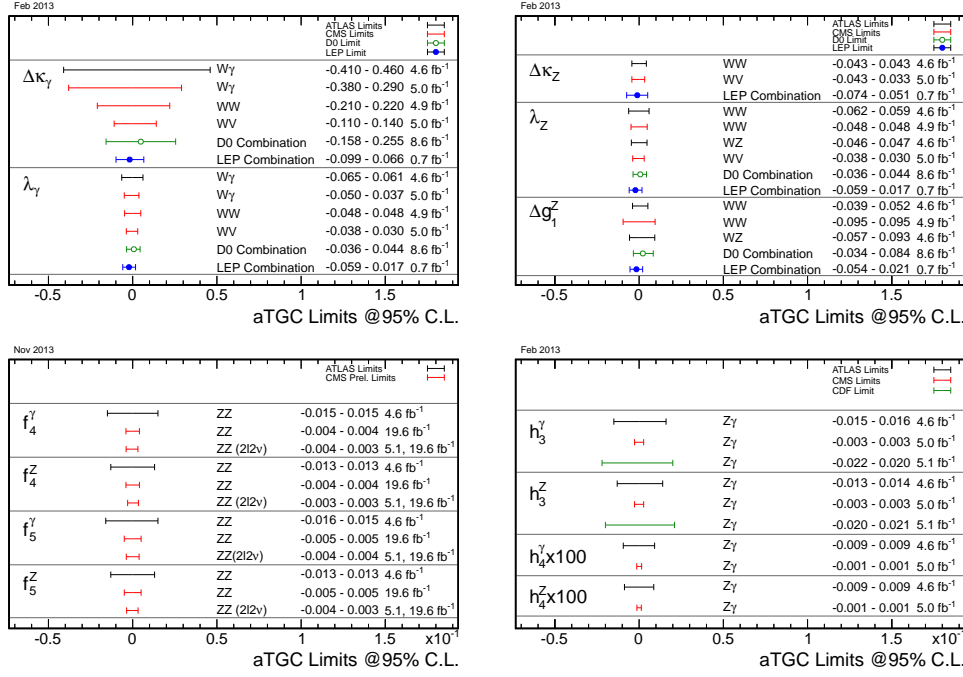 Feb 2013
ATLAS Limits
CMS Limits
D0 Limit
LEP Limit
Δκγ
Wγ -0.410 - 0.460 4.6 fb-1
Wγ -0.380 - 0.290 5.0 fb-1
WW -0.210 - 0.220 4.9 fb-1
WV -0.110 - 0.140 5.0 fb-1
D0 Combination -0.158 - 0.255 8.6 fb-1
LEP Combination -0.099 - 0.066 0.7 fb-1
λγ
Wγ -0.065 - 0.061 4.6 fb-1
Wγ -0.050 - 0.037 5.0 fb-1
WW -0.048 - 0.048 4.9 fb-1
WV -0.038 - 0.030 5.0 fb-1
D0 Combination -0.036 - 0.044 8.6 fb-1
LEP Combination -0.059 - 0.017 0.7 fb-1
-0.5 0 0.5 1 1.5
aTGC Limits @95% C.L.
Feb 2013
ATLAS Limits
CMS Limits
D0 Limit
LEP Limit
ΔκZ
WW -0.043 - 0.043 4.6 fb-1
WV -0.043 - 0.033 5.0 fb-1
LEP Combination -0.074 - 0.051 0.7 fb-1
λZ
WW -0.062 - 0.059 4.6 fb-1
WW -0.048 - 0.048 4.9 fb-1
WZ -0.046 - 0.047 4.6 fb-1
WV -0.038 - 0.030 5.0 fb-1
D0 Combination -0.036 - 0.044 8.6 fb-1
LEP Combination -0.059 - 0.017 0.7 fb-1
Δg1Z
WW -0.039 - 0.052 4.6 fb-1
WW -0.095 - 0.095 4.9 fb-1
WZ -0.057 - 0.093 4.6 fb-1
D0 Combination -0.034 - 0.084 8.6 fb-1
LEP Combination -0.054 - 0.021 0.7 fb-1
-0.5 0 0.5 1 1.5
aTGC Limits @95% C.L.
Nov 2013
ATLAS Limits
CMS Prel. Limits
f4γ
ZZ -0.015 - 0.015 4.6 fb-1
ZZ -0.004 - 0.004 19.6 fb-1
ZZ (2l2ν) -0.004 - 0.003 5.1, 19.6 fb-1
f4Z
ZZ -0.013 - 0.013 4.6 fb-1
ZZ -0.004 - 0.004 19.6 fb-1
ZZ (2l2ν) -0.003 - 0.003 5.1, 19.6 fb-1
f5γ
ZZ -0.016 - 0.015 4.6 fb-1
ZZ -0.005 - 0.005 19.6 fb-1
ZZ(2l2ν) -0.004 - 0.004 5.1, 19.6 fb-1
f5Z
ZZ -0.013 - 0.013 4.6 fb-1
ZZ -0.005 - 0.005 19.6 fb-1
ZZ (2l2ν) -0.004 - 0.003 5.1, 19.6 fb-1
-0.5 0 0.5 1 1.5 x10-1
aTGC Limits @95% C.L.
Feb 2013
ATLAS Limits
CMS Limits
CDF Limit
h3γ
Zγ -0.015 - 0.016 4.6 fb-1
Zγ -0.003 - 0.003 5.0 fb-1
Zγ -0.022 - 0.020 5.1 fb-1
h3Z
Zγ -0.013 - 0.014 4.6 fb-1
Zγ -0.003 - 0.003 5.0 fb-1
Zγ -0.020 - 0.021 5.1 fb-1
h4γx100
Zγ -0.009 - 0.009 4.6 fb-1
Zγ -0.001 - 0.001 5.0 fb-1
h4Zx100
Zγ -0.009 - 0.009 4.6 fb-1
Zγ -0.001 - 0.001 5.0 fb-1
-0.5 0 0.5 1 1.5 x10-1
aTGC Limits @95% C.L.